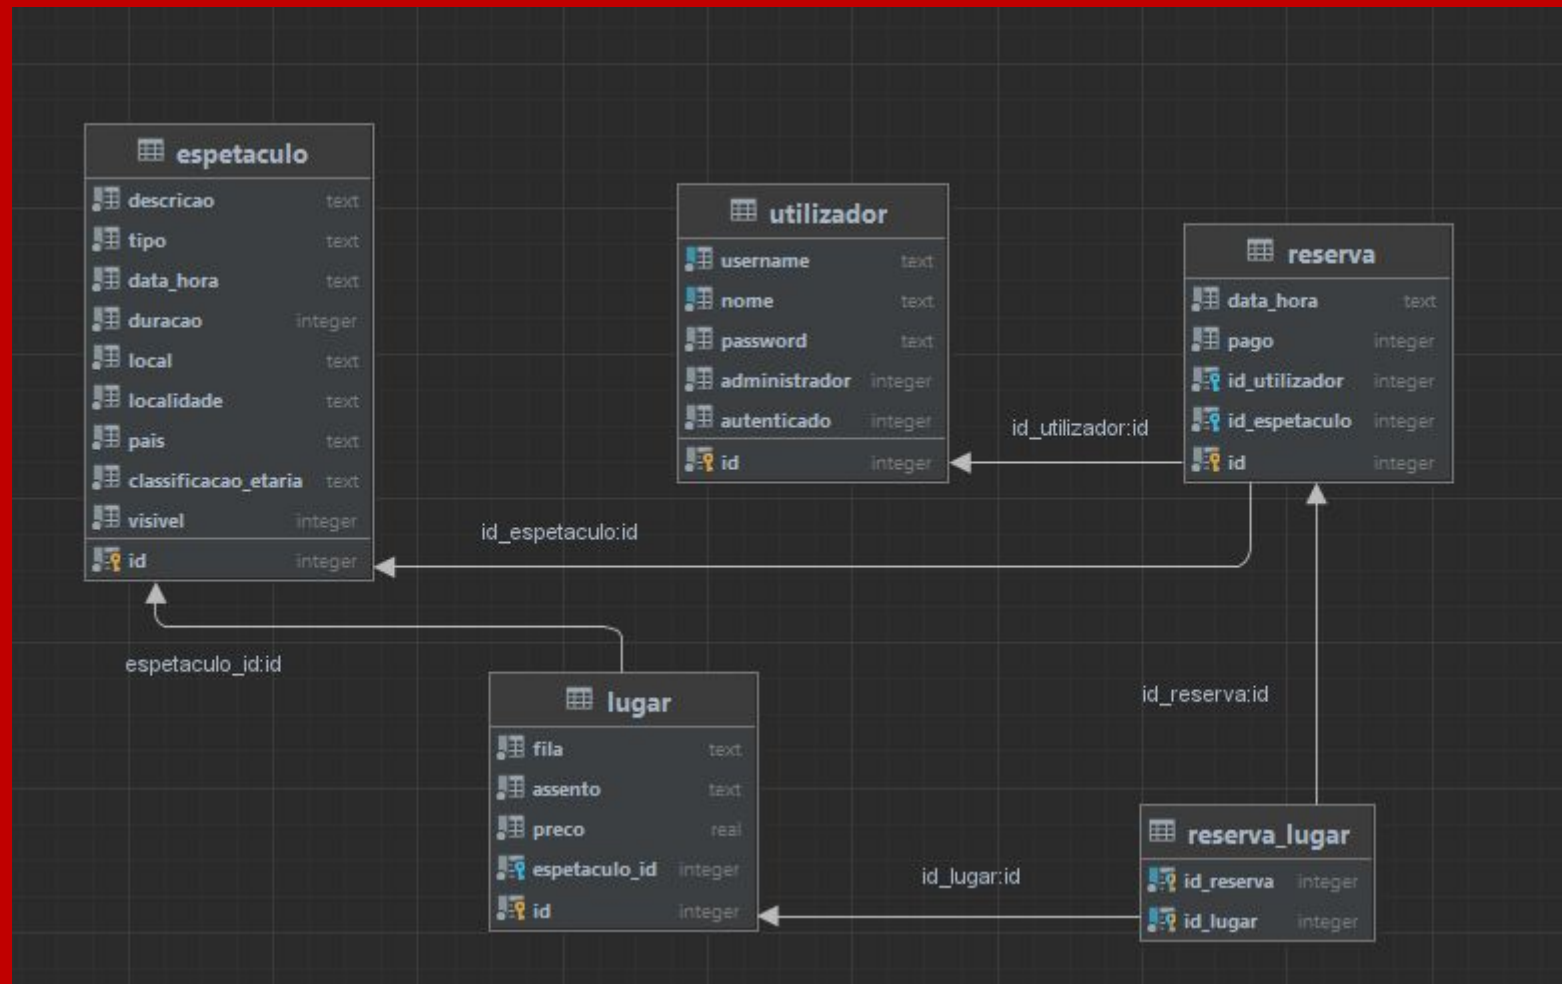 espetaculo
descricao text
tipo text
data_hora text
duracao integer
local text
localidade text
pais text
classificacao_etaria text
visivel integer
id integer
utilizador
username text
nome text
password text
administrador integer
autenticado integer
id integer
reserva
data_hora text
pago integer
id_utilizador integer
id_espetaculo integer
id integer
id_utilizador:id
id_espetaculo:id
espetaculo_id:id
lugar
fila text
assento text
preco real
espetaculo_id integer
id integer
id_reserva:id
id_lugar:id
reserva_lugar
id_reserva integer
id_lugar integer